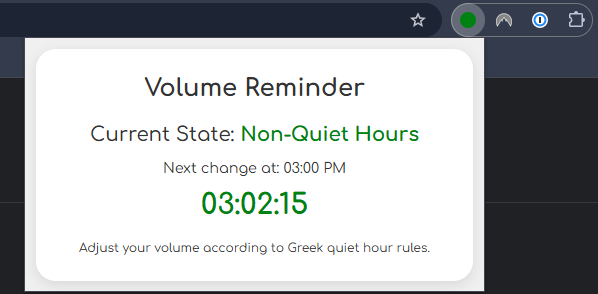 Volume Reminder
Current State: Non-Quiet Hours
Next change at: 03:00 PM
03:02:15
Adjust your volume according to Greek quiet hour rules.